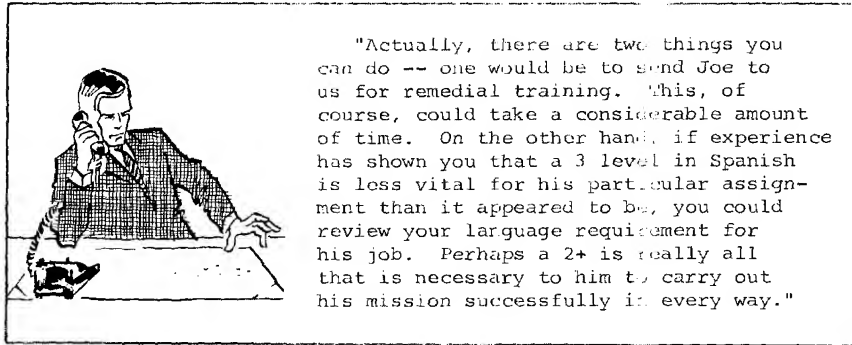 "Actually, there are two things you
can do -- one would be to send Joe to
us for remedial training. This, of
course, could take a considerable amount
of time. On the other hand, if experience
has shown you that a 3 level in Spanish
is less vital for his particular assign-
ment than it appeared to be, you could
review your language requirement for
his job. Perhaps a 2+ is really all
that is necessary to him to carry out
his mission successfully in every way."